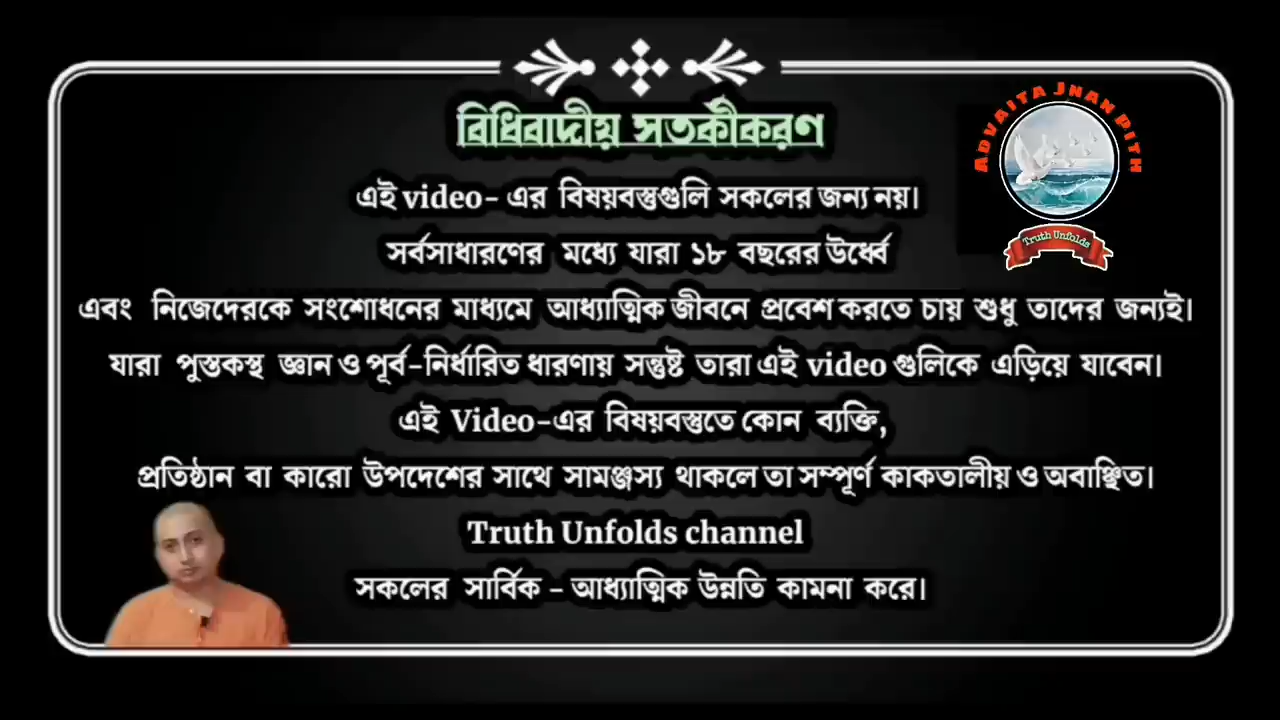 বিধিবাদীয় সতর্কীকরণ
ADVAITA JNAN PITH
Truth Unfolds
এই video- এর বিষয়বস্তুগুলি সকলের জন্য নয়।
সর্বসাধারণের মধ্যে যারা ১৮ বছরের উর্ধ্বে
এবং নিজেদেরকে সংশোধনের মাধ্যমে আধ্যাত্মিক জীবনে প্রবেশ করতে চায় শুধু তাদের জন্যই।
যারা পুস্তকস্থ জ্ঞান ও পূর্ব-নির্ধারিত ধারণায় সন্তুষ্ট তারা এই video গুলিকে এড়িয়ে যাবেন।
এই Video-এর বিষয়বস্তুতে কোন ব্যক্তি,
প্রতিষ্ঠান বা কারো উপদেশের সাথে সামঞ্জস্য থাকলে তা সম্পূর্ণ কাকতালীয় ও অবাঞ্ছিত।
Truth Unfolds channel
সকলের সার্বিক - আধ্যাত্মিক উন্নতি কামনা করে।